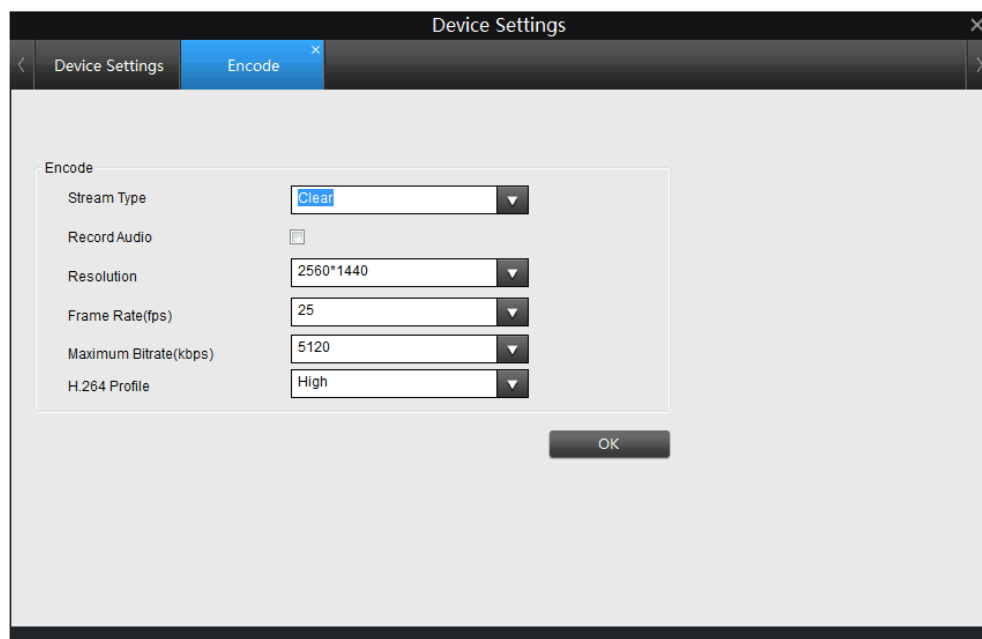 Device Settings
Device Settings
Encode
Encode
Stream Type
Clear
Record Audio
Resolution
2560*1440
Frame Rate(fps)
25
Maximum Bitrate(kbps)
5120
H.264 Profile
High
OK